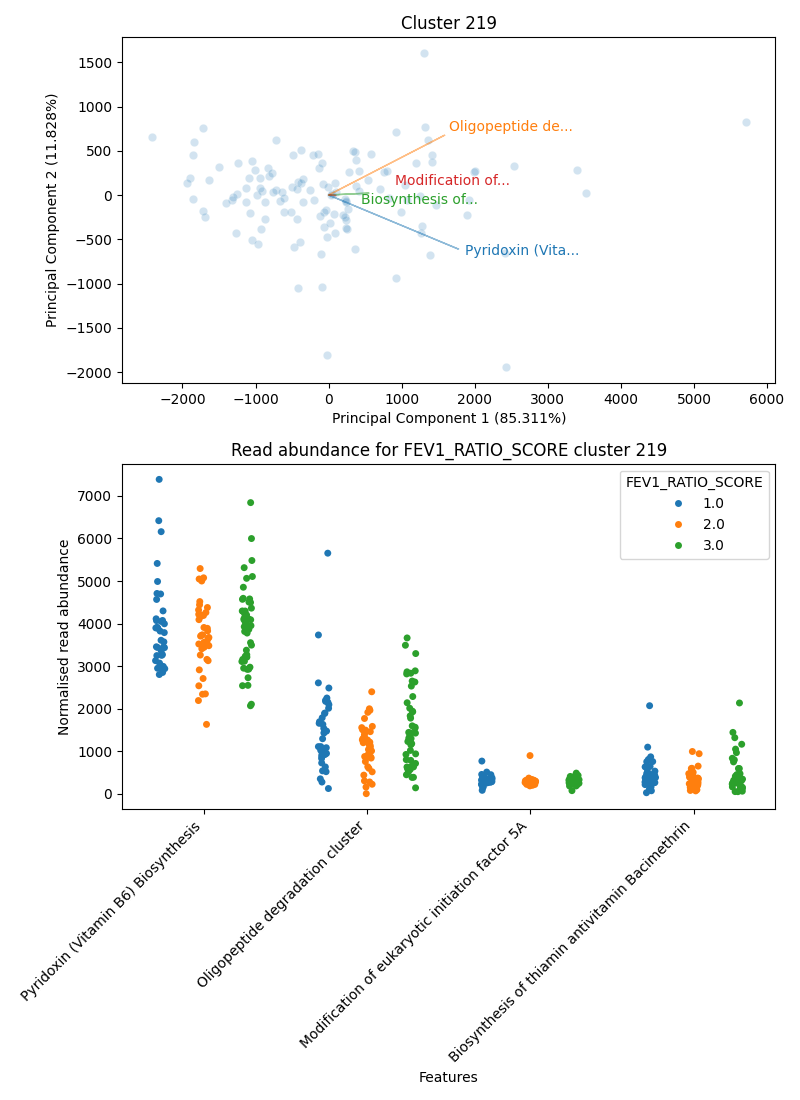 Cluster 219
Principal Component 2 (11.828%)
1500
1000
500
0
−500
−1000
−1500
−2000
Oligopeptide de...
Modification of...
Biosynthesis of...
Pyridoxin (Vita...
−2000 −1000 0 1000 2000 3000 4000 5000 6000
Principal Component 1 (85.311%)
Read abundance for FEV1_RATIO_SCORE cluster 219
Normalised read abundance
7000
6000
5000
4000
3000
2000
1000
0
FEV1_RATIO_SCORE
1.0
2.0
3.0
Pyridoxin (Vitamin B6) Biosynthesis
Oligopeptide degradation cluster
Modification of eukaryotic initiation factor 5A
Biosynthesis of thiamin antivitamin Bacimethrin
Features